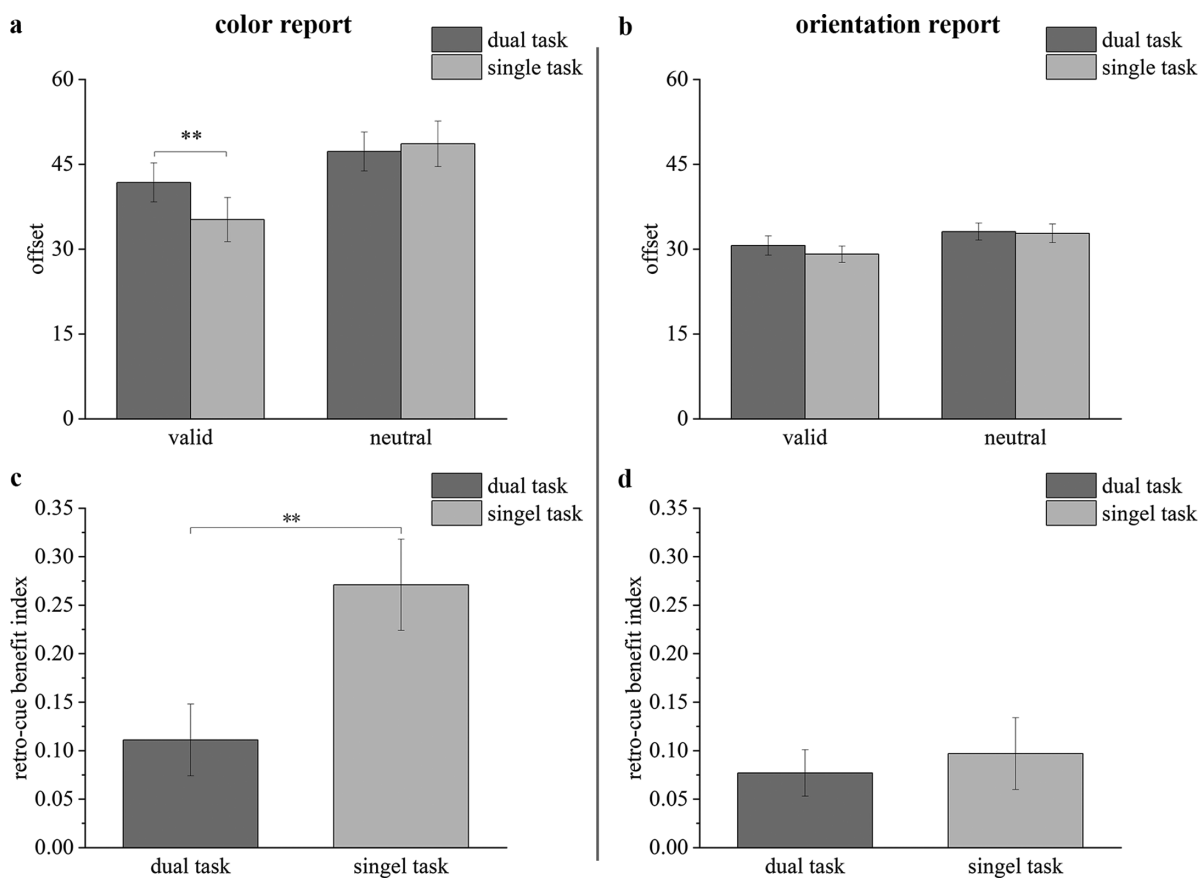 a
color report
dual task
single task
60
45
30
15
0
offset
**
valid
neutral
b
orientation report
dual task
single task
60
45
30
15
0
offset
valid
neutral
c
dual task
singel task
0.35
0.30
0.25
0.20
0.15
0.10
0.05
0.00
retro-cue benefit index
**
dual task
singel task
d
dual task
singel task
0.35
0.30
0.25
0.20
0.15
0.10
0.05
0.00
retro-cue benefit index
dual task
singel task